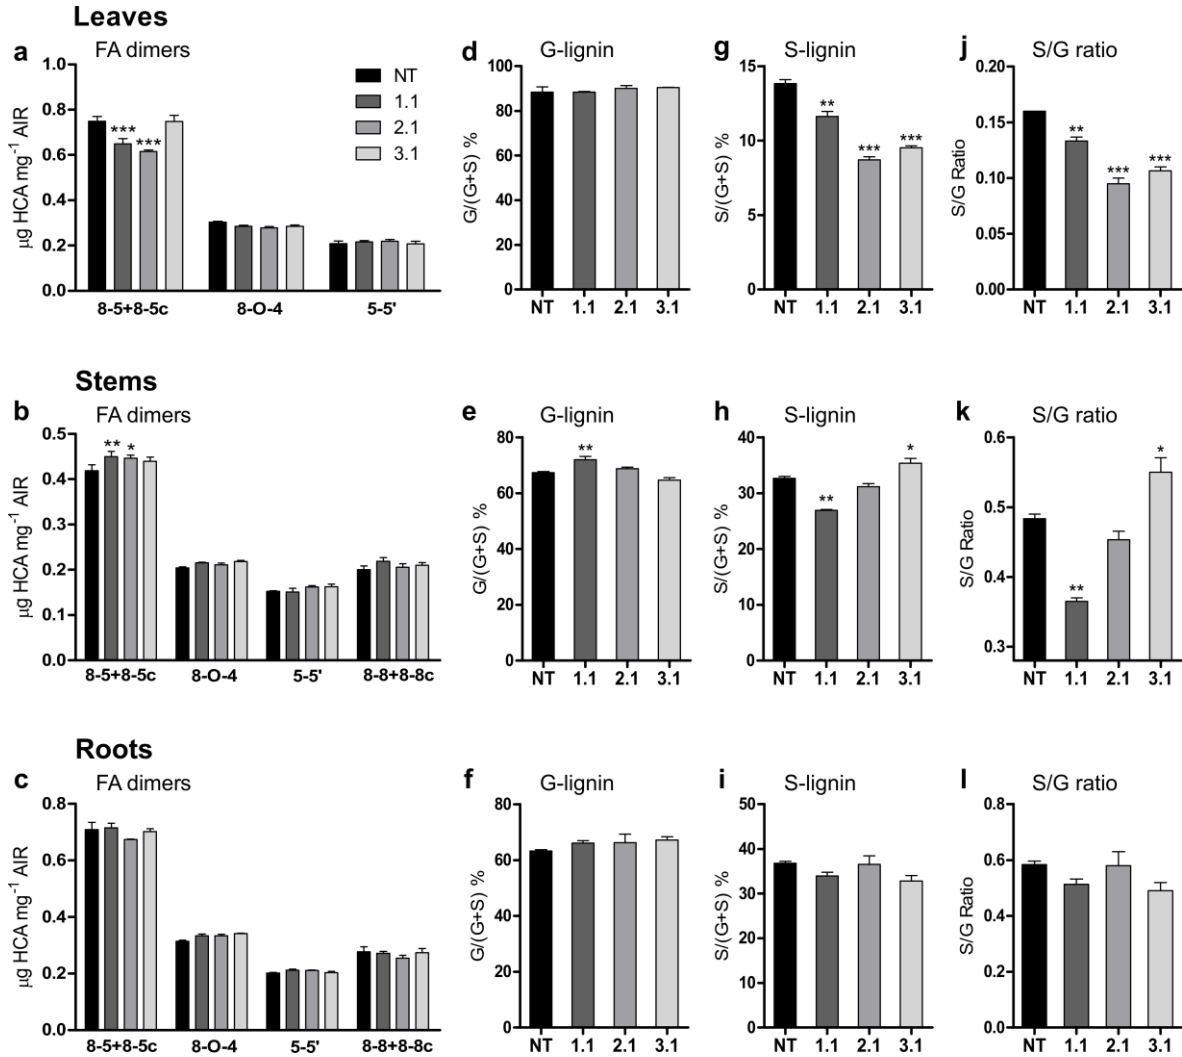 Leaves
a FA dimers
µg HCA mg⁻¹ AIR
1.0
0.8
0.6
0.4
0.2
0.0
*** ***
NT
1.1
2.1
3.1
8-5+8-5c 8-O-4 5-5'
d G-lignin
G/(G+S) %
100
80
60
40
20
0
NT 1.1 2.1 3.1
g S-lignin
S/(G+S) %
15
10
5
0
** *** ***
NT 1.1 2.1 3.1
j S/G ratio
S/G Ratio
0.20
0.15
0.10
0.05
0.00
** *** ***
NT 1.1 2.1 3.1
Stems
b FA dimers
µg HCA mg⁻¹ AIR
0.5
0.4
0.3
0.2
0.1
0.0
** *
8-5+8-5c 8-O-4 5-5' 8-8+8-8c
e G-lignin
G/(G+S) %
80
60
40
20
0
**
NT 1.1 2.1 3.1
h S-lignin
S/(G+S) %
40
30
20
10
0
** *
NT 1.1 2.1 3.1
k S/G ratio
S/G Ratio
0.6
0.5
0.4
0.3
** *
NT 1.1 2.1 3.1
Roots
c FA dimers
µg HCA mg⁻¹ AIR
0.8
0.6
0.4
0.2
0.0
8-5+8-5c 8-O-4 5-5' 8-8+8-8c
f G-lignin
G/(G+S) %
80
60
40
20
0
NT 1.1 2.1 3.1
i S-lignin
S/(G+S) %
50
40
30
20
10
0
NT 1.1 2.1 3.1
l S/G ratio
S/G Ratio
0.8
0.6
0.4
0.2
0.0
NT 1.1 2.1 3.1